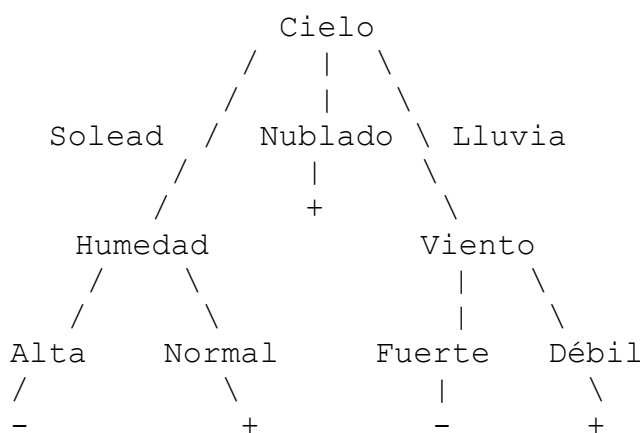 Cielo
/ | \
/ | \
Solead / Nublado \ Lluvia
/ | \
/ + \
Humedad Viento
/ \ | \
/ \ | \
Alta Normal Fuerte Débil
/ \ | \
- + - +